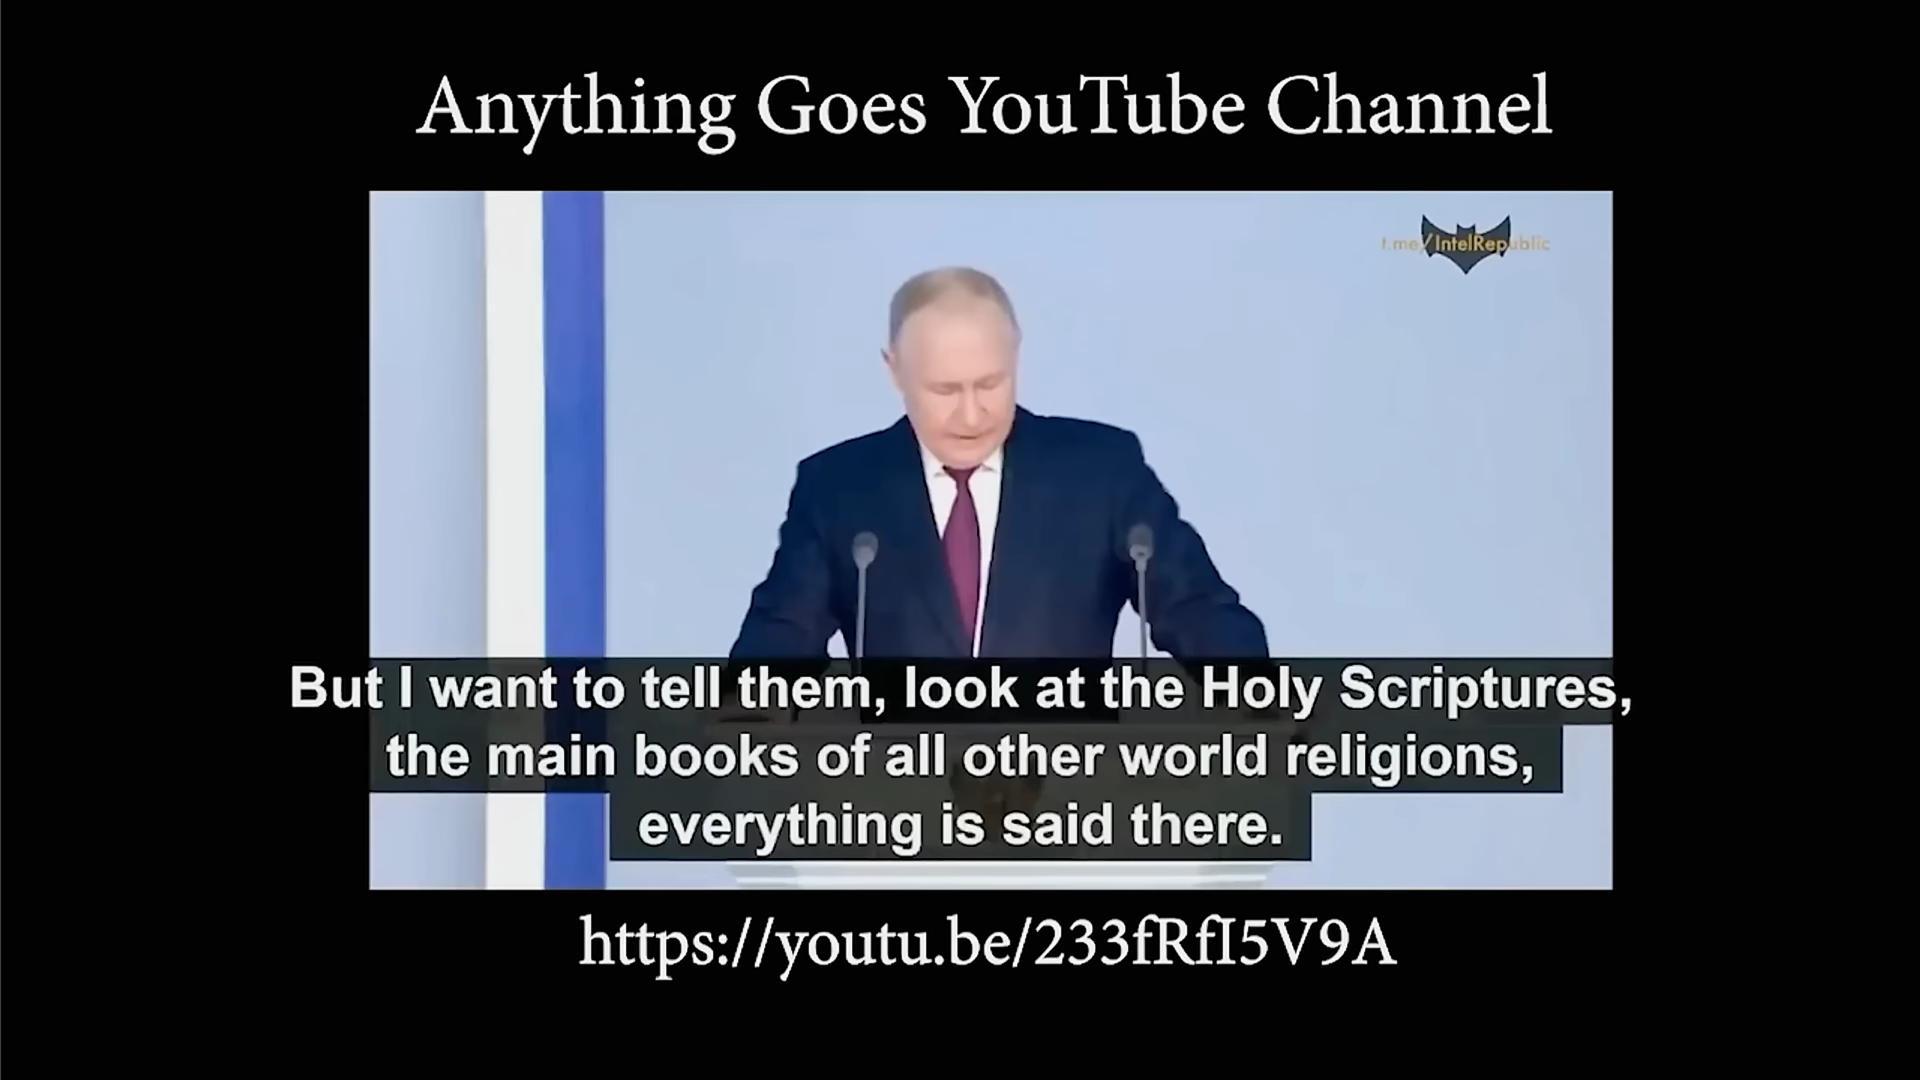 Anything Goes YouTube Channel
t.me/IntelRepublic
But I want to tell them, look at the Holy Scriptures,
the main books of all other world religions,
everything is said there.
https://youtu.be/233fRfI5V9A